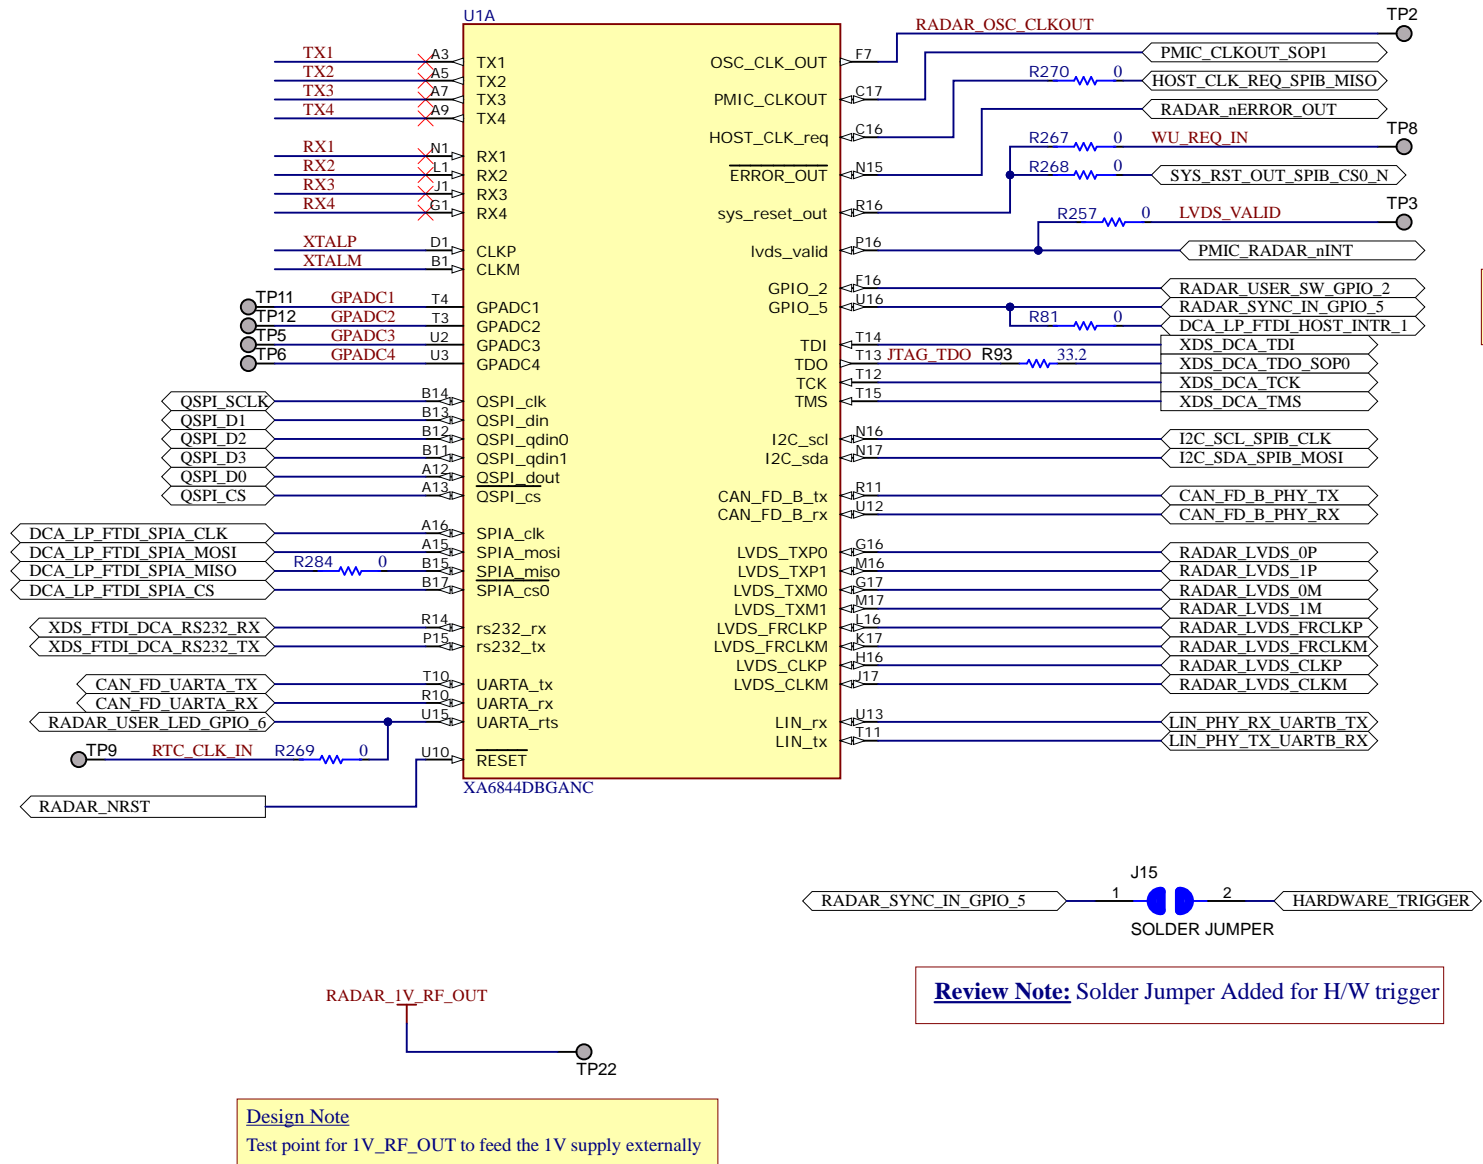 U1A
RADAR_OSC_CLKOUT TP2
TX1 A3 TX1 OSC_CLK_OUT F7 PMIC_CLKOUT_SOP1
TX2 A5 TX2 R270 0 HOST_CLK_REQ_SPIB_MISO
TX3 A7 TX3 PMIC_CLKOUT C17 RADAR_nERROR_OUT
TX4 A9 TX4
HOST_CLK_req C16 R267 0 WU_REQ_IN TP8
RX1 N1 RX1
RX2 L1 RX2 ERROR_OUT N15 R268 0 SYS_RST_OUT_SPIB_CS0_N
RX3 J1 RX3
RX4 G1 RX4 sys_reset_out R16 R257 0 LVDS_VALID TP3
XTALP D1 CLKP lvds_valid P16 PMIC_RADAR_nINT
XTALM B1 CLKM
GPIO_2 F16 RADAR_USER_SW_GPIO_2
TP11 GPADC1 T4 GPADC1 GPIO_5 U16 RADAR_SYNC_IN_GPIO_5
TP12 GPADC2 T3 GPADC2 R81 0 DCA_LP_FTDI_HOST_INTR_1
TP5 GPADC3 U2 GPADC3 TDI T14 XDS_DCA_TDI
TP6 GPADC4 U3 GPADC4 TDO T13 JTAG_TDO R93 33.2 XDS_DCA_TDO_SOP0
TCK T12 XDS_DCA_TCK
QSPI_SCLK B14 QSPI_clk TMS T15 XDS_DCA_TMS
QSPI_D1 B13 QSPI_din
QSPI_D2 B12 QSPI_qdin0 I2C_scl N16 I2C_SCL_SPIB_CLK
QSPI_D3 B11 QSPI_qdin1 I2C_sda N17 I2C_SDA_SPIB_MOSI
QSPI_D0 A12 QSPI_dout
QSPI_CS A13 QSPI_cs CAN_FD_B_tx R11 CAN_FD_B_PHY_TX
CAN_FD_B_rx U12 CAN_FD_B_PHY_RX
DCA_LP_FTDI_SPIA_CLK A16 SPIA_clk
DCA_LP_FTDI_SPIA_MOSI A15 SPIA_mosi LVDS_TXP0 G16 RADAR_LVDS_0P
DCA_LP_FTDI_SPIA_MISO R284 0 B15 SPIA_miso LVDS_TXP1 M16 RADAR_LVDS_1P
DCA_LP_FTDI_SPIA_CS B17 SPIA_cs0 LVDS_TXM0 G17 RADAR_LVDS_0M
LVDS_TXM1 M17 RADAR_LVDS_1M
XDS_FTDI_DCA_RS232_RX R14 rs232_rx LVDS_FRCLKP L16 RADAR_LVDS_FRCLKP
XDS_FTDI_DCA_RS232_TX P15 rs232_tx LVDS_FRCLKM K17 RADAR_LVDS_FRCLKM
LVDS_CLKP H16 RADAR_LVDS_CLKP
CAN_FD_UARTA_TX T10 UARTA_tx LVDS_CLKM J17 RADAR_LVDS_CLKM
CAN_FD_UARTA_RX R10 UARTA_rx
RADAR_USER_LED_GPIO_6 U15 UARTA_rts LIN_rx U13 LIN_PHY_RX_UARTB_TX
LIN_tx T11 LIN_PHY_TX_UARTB_RX
TP9 RTC_CLK_IN R269 0 U10 RESET
XA6844DBGANC
RADAR_NRST
J15
RADAR_SYNC_IN_GPIO_5 1 2 HARDWARE_TRIGGER
SOLDER JUMPER
Review Note: Solder Jumper Added for H/W trigger
RADAR_1V_RF_OUT
TP22
Design Note
Test point for 1V_RF_OUT to feed the 1V supply externally